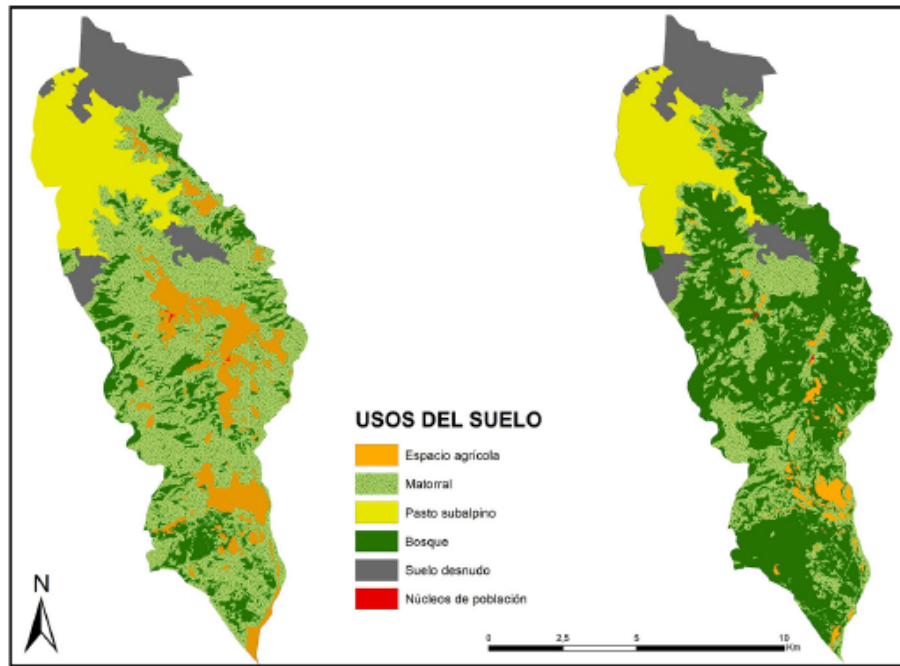 USOS DEL SUELO
Espacio agrícola
Matorral
Pasto subalpino
Bosque
Suelo desnudo
Núcleos de población
N
0 2,5 5 10
Km